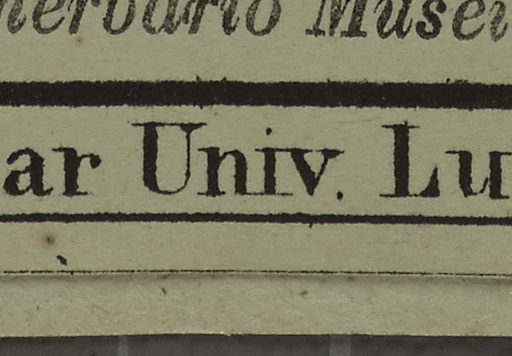 herbario Musei
ar Univ. Lu